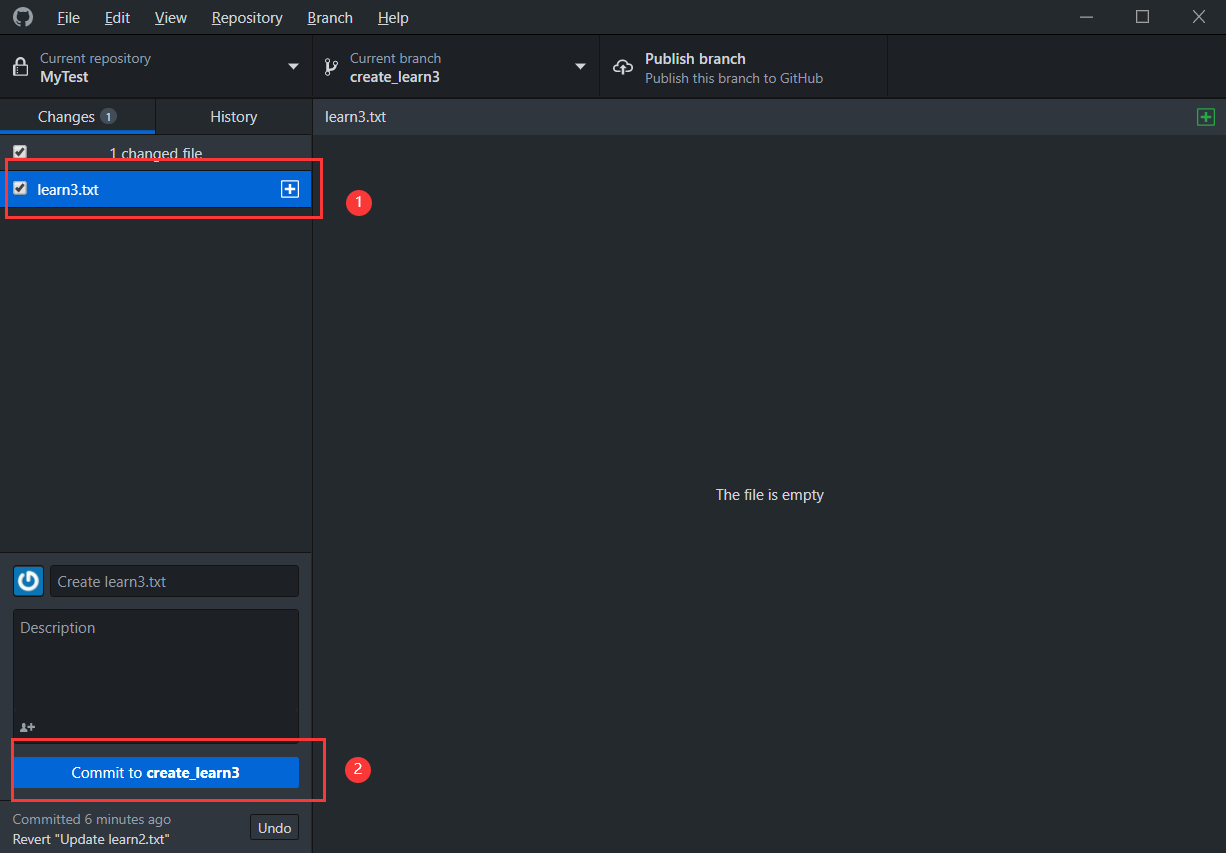 File Edit View Repository Branch Help
Current repository
MyTest
Current branch
create_learn3
Publish branch
Publish this branch to GitHub
Changes 1
History
learn3.txt
1 changed file
learn3.txt
1
The file is empty
Create learn3.txt
Description
Commit to create_learn3
2
Committed 6 minutes ago
Revert "Update learn2.txt"
Undo